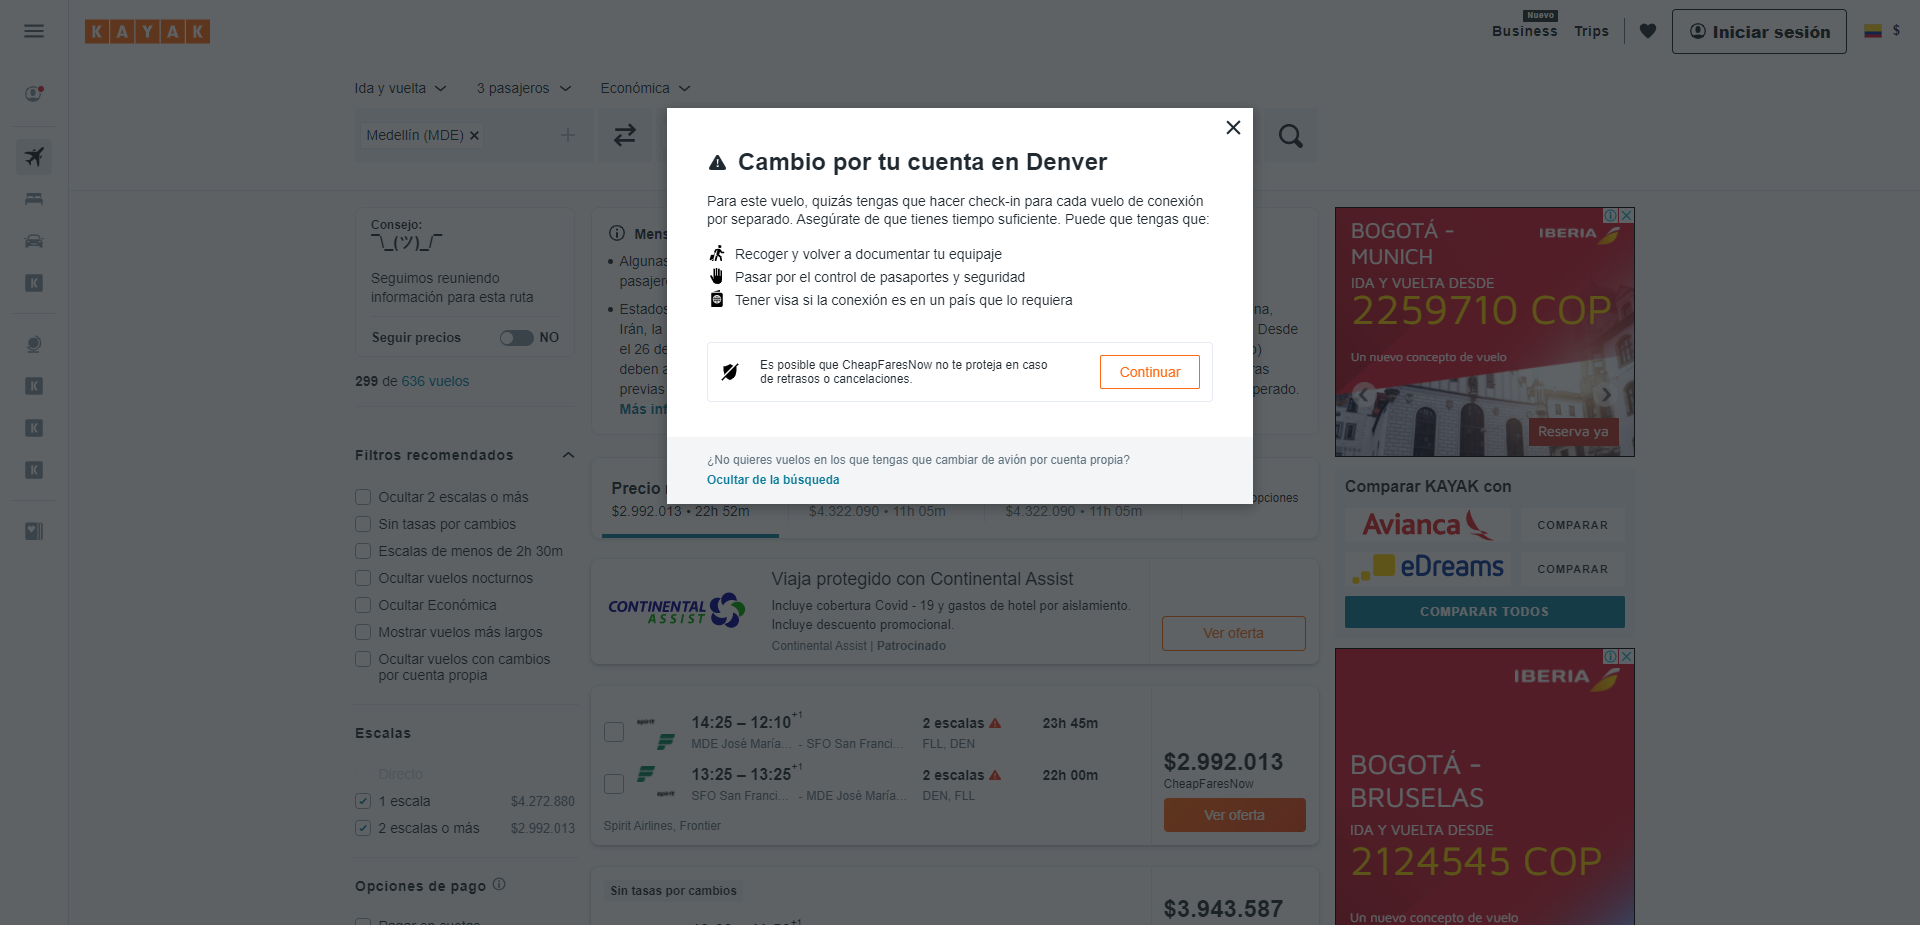 KAYAK
Nuevo
Business
Trips
Iniciar sesión
$
Ida y vuelta
3 pasajeros
Económica
Medellín (MDE)
Cambio por tu cuenta en Denver
Para este vuelo, quizás tengas que hacer check-in para cada vuelo de conexión
por separado. Asegúrate de que tienes tiempo suficiente. Puede que tengas que:
Recoger y volver a documentar tu equipaje
Pasar por el control de pasaportes y seguridad
Tener visa si la conexión es en un país que lo requiera
Es posible que CheapFaresNow no te proteja en caso
de retrasos o cancelaciones.
Continuar
¿No quieres vuelos en los que tengas que cambiar de avión por cuenta propia?
Ocultar de la búsqueda
Consejo:
¯\_(ツ)_/¯
Seguimos reuniendo
información para esta ruta
Seguir precios
NO
299 de 636 vuelos
Filtros recomendados
Ocultar 2 escalas o más
Sin tasas por cambios
Escalas de menos de 2h 30m
Ocultar vuelos nocturnos
Ocultar Económica
Mostrar vuelos más largos
Ocultar vuelos con cambios
por cuenta propia
Escalas
Directo
1 escala $4.272.880
2 escalas o más $2.992.013
Opciones de pago
Pagar en cuotas
Algunas
Estados
Irán, la
Desde
el 26 de
deben a
previas
Más
Precio
opciones
$2.992.013 • 22h 52m
$4.322.090 • 11h 05m
$4.322.090 • 11h 05m
CONTINENTAL
ASSIST
Viaja protegido con Continental Assist
Incluye cobertura Covid - 19 y gastos de hotel por aislamiento.
Incluye descuento promocional.
Continental Assist | Patrocinado
Ver oferta
spirit
14:25 – 12:10+1
2 escalas
23h 45m
MDE José María... - SFO San Franci...
FLL, DEN
13:25 – 13:25+1
2 escalas
22h 00m
SFO San Franci... - MDE José María...
DEN, FLL
spirit
Spirit Airlines, Frontier
$2.992.013
CheapFaresNow
Ver oferta
Sin tasas por cambios
$3.943.587
BOGOTÁ -
MUNICH
IBERIA
IDA Y VUELTA DESDE
2259710 COP
Un nuevo concepto de vuelo
Reserva ya
Comparar KAYAK con
Avianca
COMPARAR
eDreams
COMPARAR
COMPARAR TODOS
IBERIA
BOGOTÁ -
BRUSELAS
IDA Y VUELTA DESDE
2124545 COP
Un nuevo concepto de vuelo